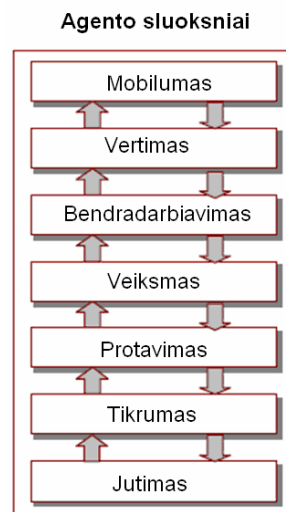 Agento sluoksniai
Mobilumas
Vertimas
Bendradarbiavimas
Veiksmas
Protavimas
Tikrumas
Jutimas